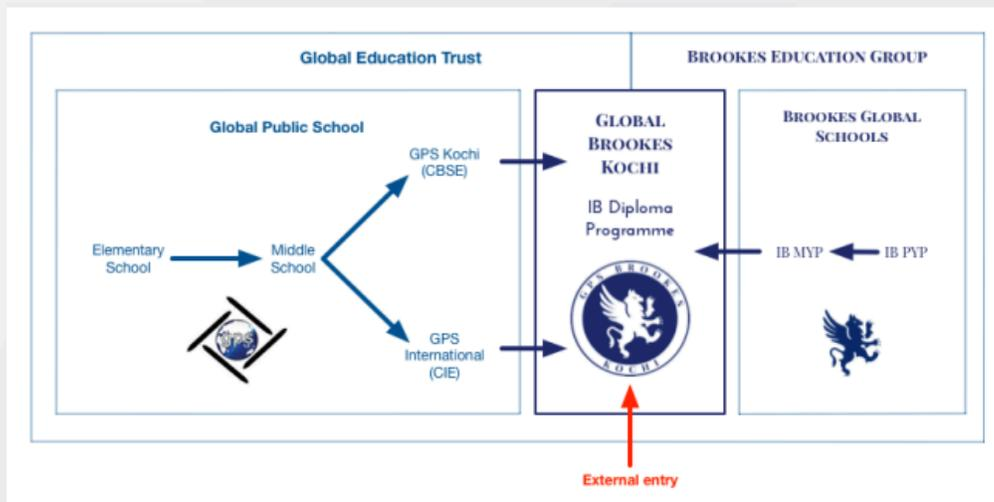 Global Education Trust
BROOKES EDUCATION GROUP
Global Public School
GLOBAL
BROOKES
KOCHI
BROOKES GLOBAL
SCHOOLS
GPS Kochi
(CBSE)
IB Diploma
Programme
Elementary
School
Middle
School
IB MYP
IB PYP
gps
GPS BROOKES
KOCHI
GPS
International
(CIE)
External entry